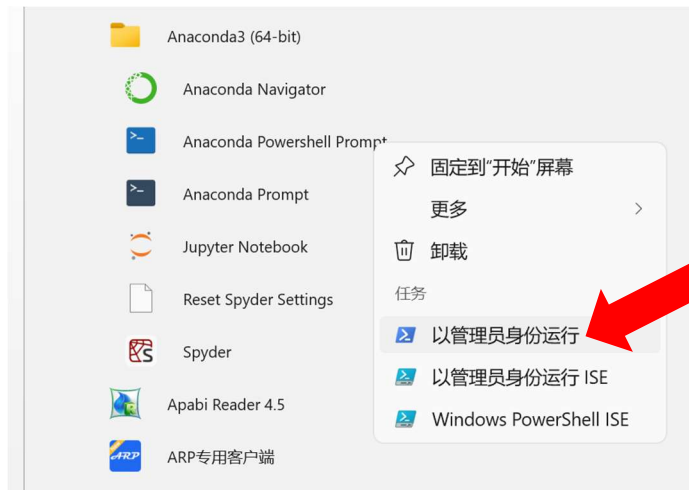 Anaconda3 (64-bit)
Anaconda Navigator
Anaconda Powershell Prompt
Anaconda Prompt
Jupyter Notebook
Reset Spyder Settings
Spyder
Apabi Reader 4.5
ARP专用客户端
固定到“开始”屏幕
更多
卸载
任务
以管理员身份运行
以管理员身份运行 ISE
Windows PowerShell ISE